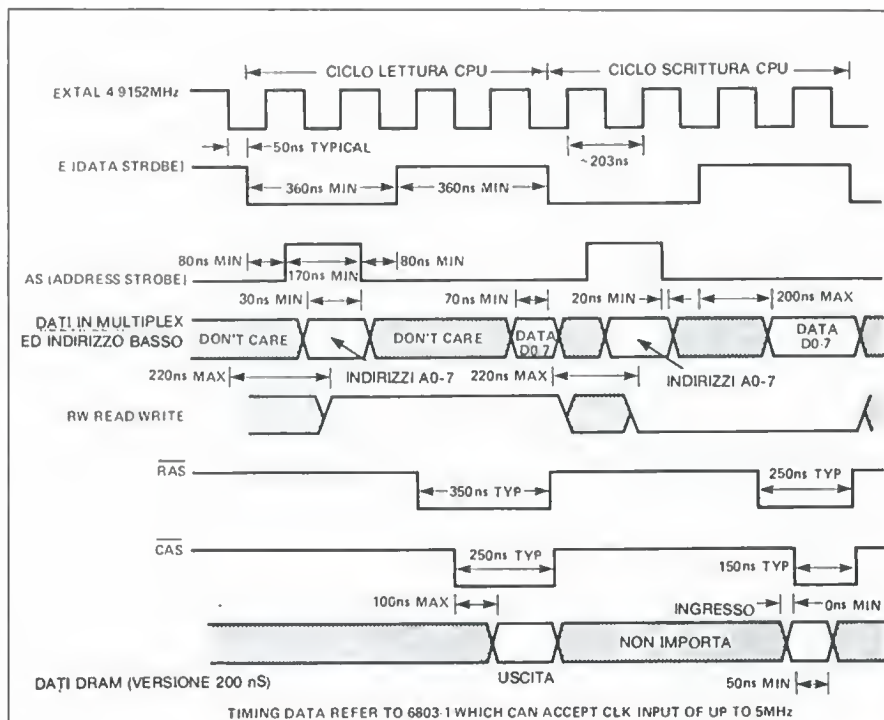 CICLO LETTURA CPU CICLO SCRITTURA CPU
EXTAL 4 9152MHz
50ns TYPICAL
~203ns
E (DATA STROBE)
360ns MIN 360ns MIN
80ns MIN 170ns MIN 80ns MIN
AS (ADDRESS STROBE)
30ns MIN 70ns MIN 20ns MIN 200ns MAX
DATI IN MULTIPLEX
ED INDIRIZZO BASSO
DON'T CARE DON'T CARE DATA D0-7 DATA D0-7
220ns MAX INDIRIZZI A0-7 220ns MAX INDIRIZZI A0-7
RW READ WRITE
RAS
350ns TYP 250ns TYP
CAS
250ns TYP 150ns TYP
100ns MAX INGRESSO 0ns MIN
NON IMPORTA
DATI DRAM (VERSIONE 200 nS) USCITA 50ns MIN
TIMING DATA REFER TO 6803-1 WHICH CAN ACCEPT CLK INPUT OF UP TO 5MHz